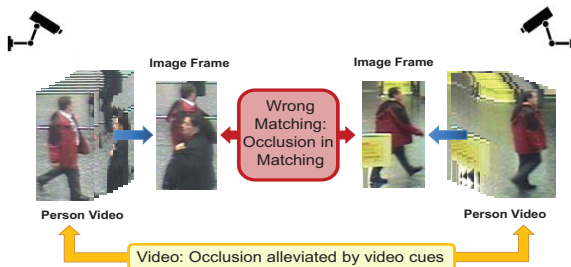 Image Frame
Image Frame
Wrong
Matching:
Occlusion in
Matching
Person Video
Person Video
Video: Occlusion alleviated by video cues